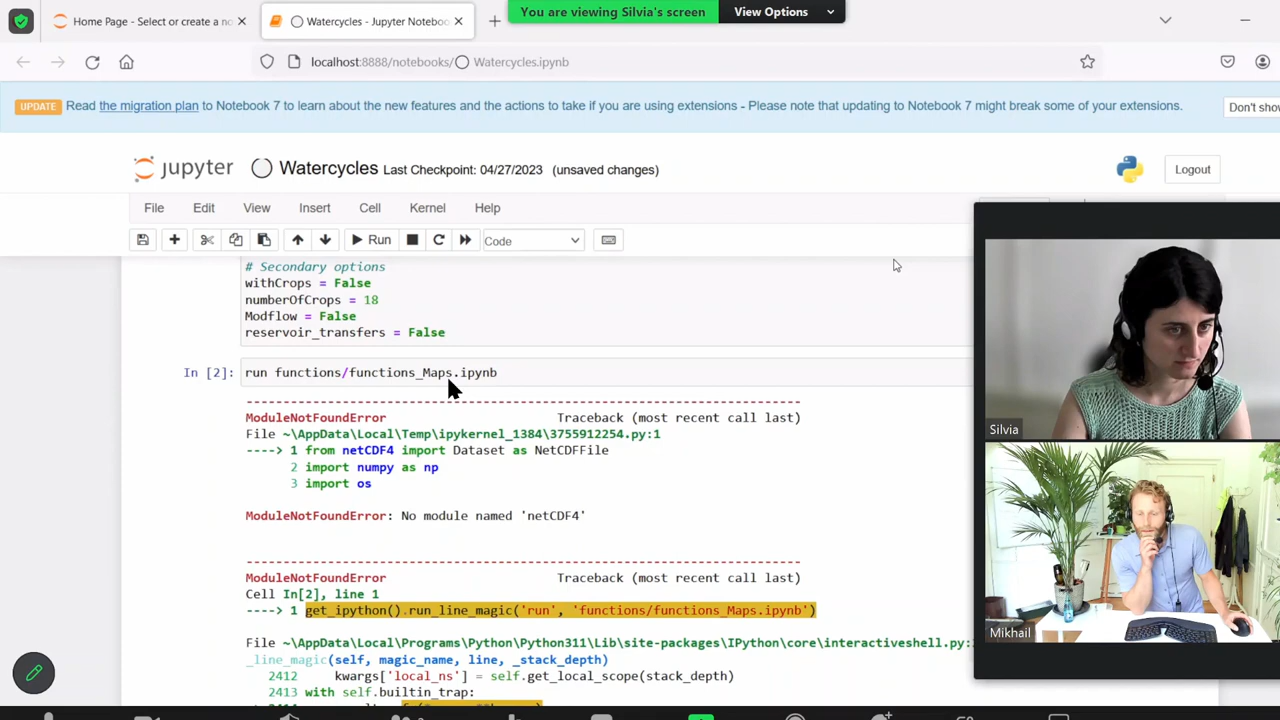 You are viewing Silvia's screen
View Options
Home Page - Select or create a no
Watercycles - Jupyter Noteboo
localhost:8888/notebooks/ Watercycles.ipynb
UPDATE Read the migration plan to Notebook 7 to learn about the new features and the actions to take if you are using extensions - Please note that updating to Notebook 7 might break some of your extensions.
Don't show
jupyter Watercycles Last Checkpoint: 04/27/2023 (unsaved changes)
Logout
File Edit View Insert Cell Kernel Help
Run
Code
# Secondary options
withCrops = False
numberOfCrops = 18
Modflow = False
reservoir_transfers = False
In [2]: run functions/functions_Maps.ipynb
---------------------------------------------------------------------------
ModuleNotFoundError Traceback (most recent call last)
File ~\AppData\Local\Temp\ipykernel_1384\3755912254.py:1
----> 1 from netCDF4 import Dataset as NetCDFFile
2 import numpy as np
3 import os
ModuleNotFoundError: No module named 'netCDF4'
---------------------------------------------------------------------------
ModuleNotFoundError Traceback (most recent call last)
Cell In[2], line 1
----> 1 get_ipython().run_line_magic('run', 'functions/functions_Maps.ipynb')
File ~\AppData\Local\Programs\Python\Python311\Lib\site-packages\IPython\core\interactiveshell.py:
_line_magic(self, magic_name, line, _stack_depth)
2412 kwargs['local_ns'] = self.get_local_scope(stack_depth)
2413 with self.builtin_trap:
Silvia
Mikhail